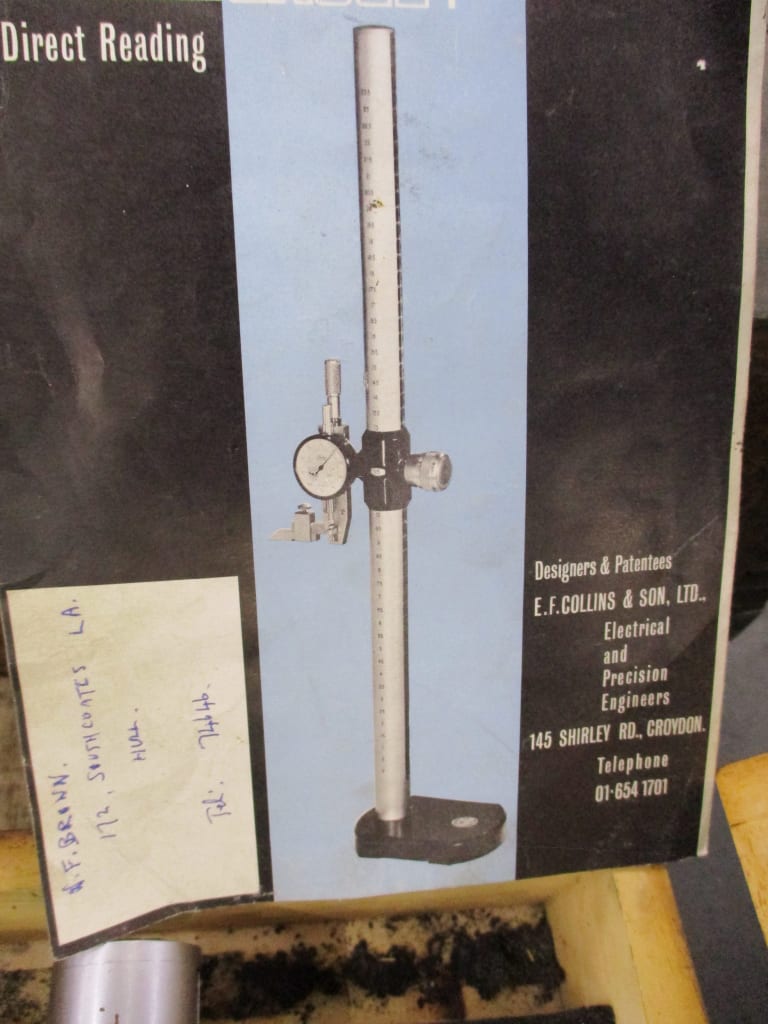 Direct Reading
Designers & Patentees
E.F. COLLINS & SON, LTD.,
Electrical
and
Precision
Engineers
145 SHIRLEY RD., CROYDON.
Telephone
01-654 1701
F. BROWN.
172, SOUTHCOATES LA.
HULL.
Tel: 74646.